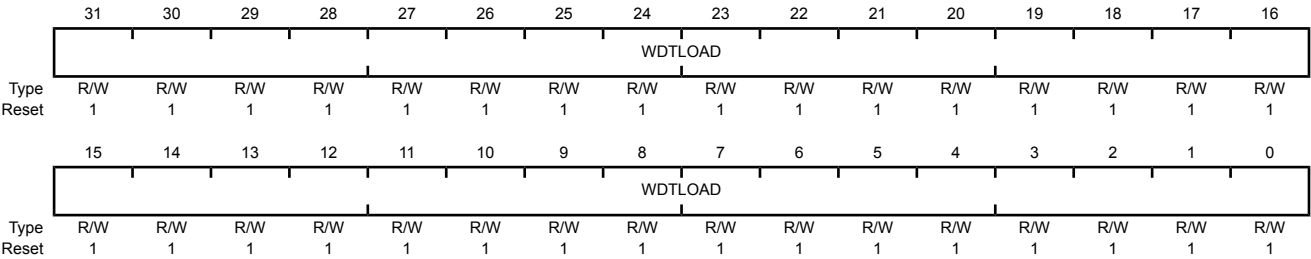 31 30 29 28 27 26 25 24 23 22 21 20 19 18 17 16
WDTLOAD
Type R/W R/W R/W R/W R/W R/W R/W R/W R/W R/W R/W R/W R/W R/W R/W R/W
Reset 1 1 1 1 1 1 1 1 1 1 1 1 1 1 1 1
15 14 13 12 11 10 9 8 7 6 5 4 3 2 1 0
WDTLOAD
Type R/W R/W R/W R/W R/W R/W R/W R/W R/W R/W R/W R/W R/W R/W R/W R/W
Reset 1 1 1 1 1 1 1 1 1 1 1 1 1 1 1 1